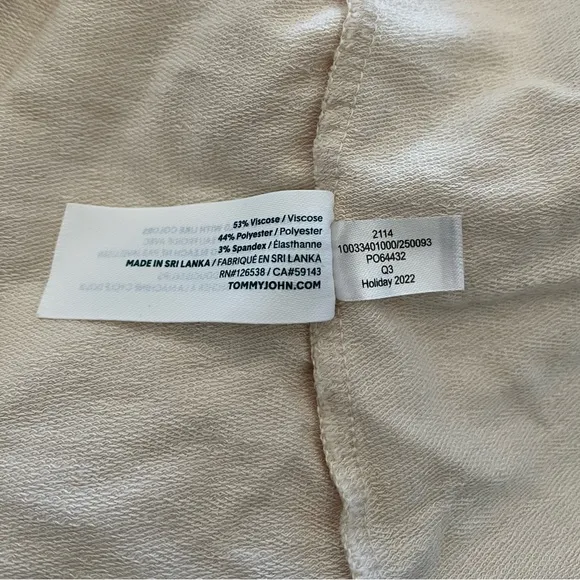 53% Viscose / Viscose
44% Polyester / Polyester
3% Spandex / Élasthanne
MADE IN SRI LANKA / FABRIQUÉ EN SRI LANKA
RN#126538 / CA#59143
TOMMYJOHN.COM
2114
10033401000/250093
PO64432
Q3
Holiday 2022